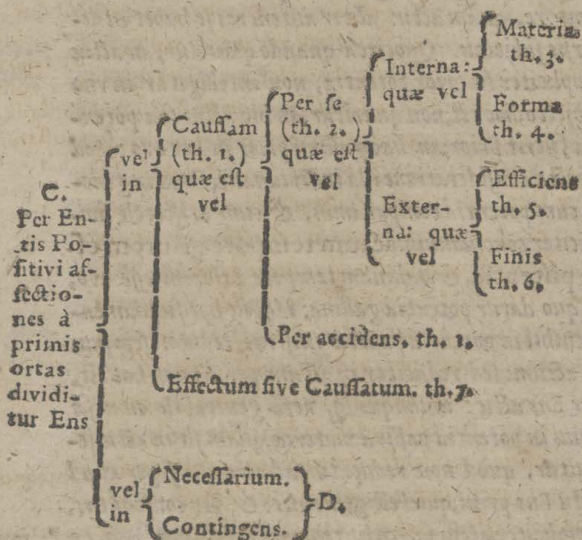 C.
Per En-
tis Po-
sitivi af-
fectio-
nes à
primis
ortas
dividi-
tur Ens
vel
in
Caussam
(th. 1.)
quæ est
vel
Per se
(th. 2.)
quæ est
vel
Interna:
quæ vel
Materia.
th. 3.
Forma
th. 4.
Exter-
na: quæ
vel
Efficiens
th. 5.
Finis
th. 6.
Per accidens. th. 1.
Effectum sive Caussatum. th. 7.
vel
in
Necessarium.
Contingens.
D.